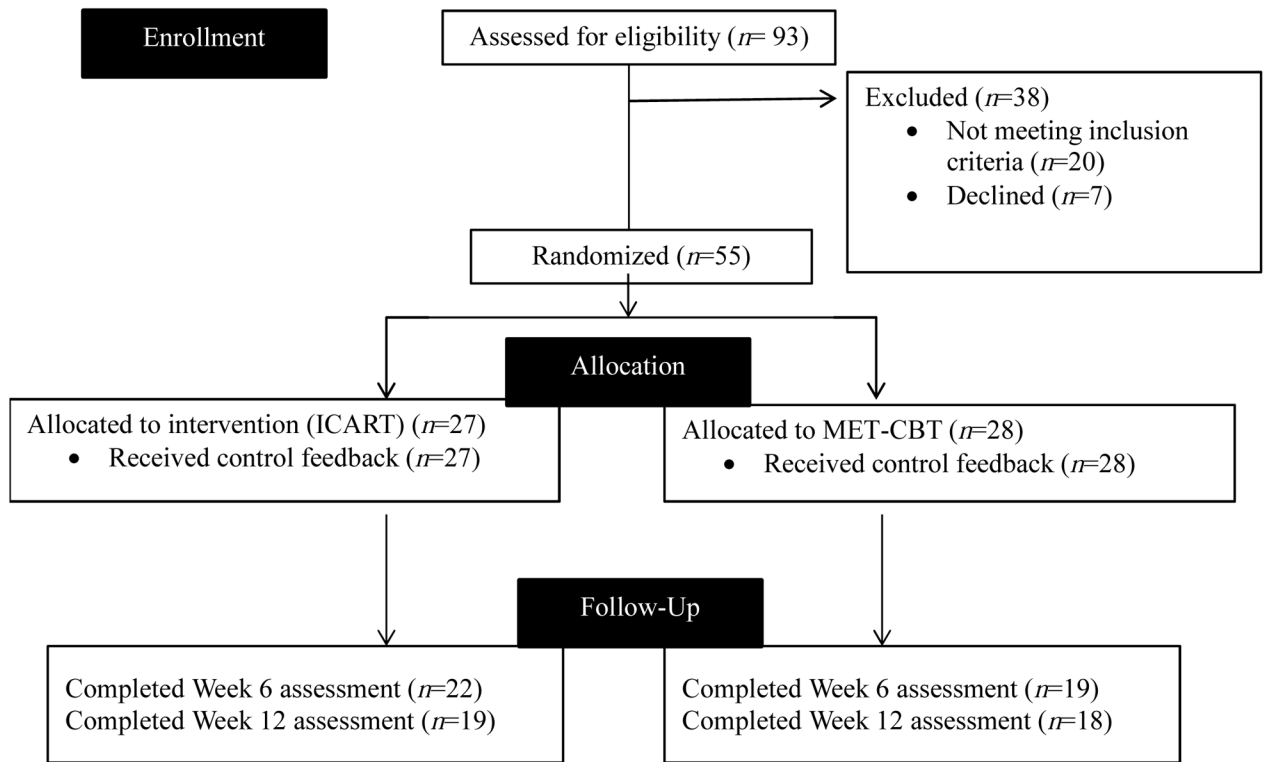 Enrollment
Assessed for eligibility (n= 93)
Excluded (n=38)
• Not meeting inclusion
criteria (n=20)
• Declined (n=7)
Randomized (n=55)
Allocation
Allocated to intervention (ICART) (n=27)
• Received control feedback (n=27)
Allocated to MET-CBT (n=28)
• Received control feedback (n=28)
Follow-Up
Completed Week 6 assessment (n=22)
Completed Week 12 assessment (n=19)
Completed Week 6 assessment (n=19)
Completed Week 12 assessment (n=18)